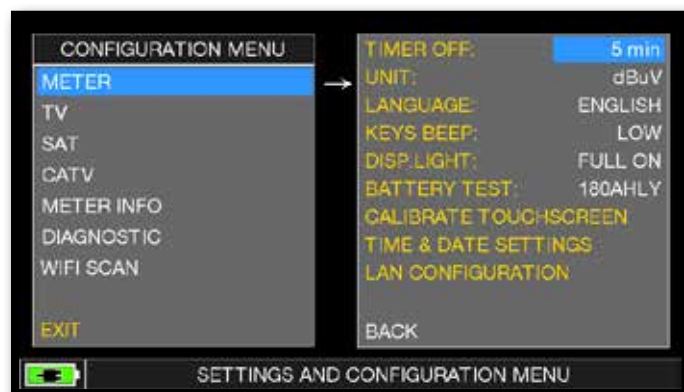 CONFIGURATION MENU
METER
TV
SAT
CATV
METER INFO
DIAGNOSTIC
WIFI SCAN
EXIT
→
TIMER OFF: 5 min
UNIT: dBuV
LANGUAGE: ENGLISH
KEYS BEEP: LOW
DISP.LIGHT: FULL ON
BATTERY TEST: 180AHLY
CALIBRATE TOUCHSCREEN
TIME & DATE SETTINGS
LAN CONFIGURATION
BACK
SETTINGS AND CONFIGURATION MENU